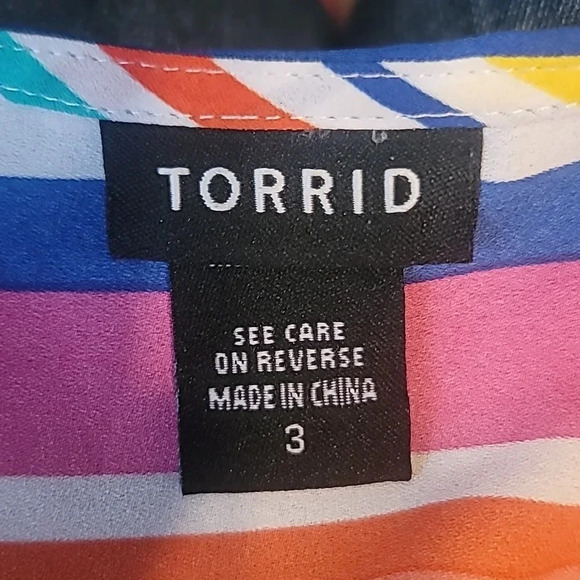 TORRID
SEE CARE
ON REVERSE
MADE IN CHINA
3